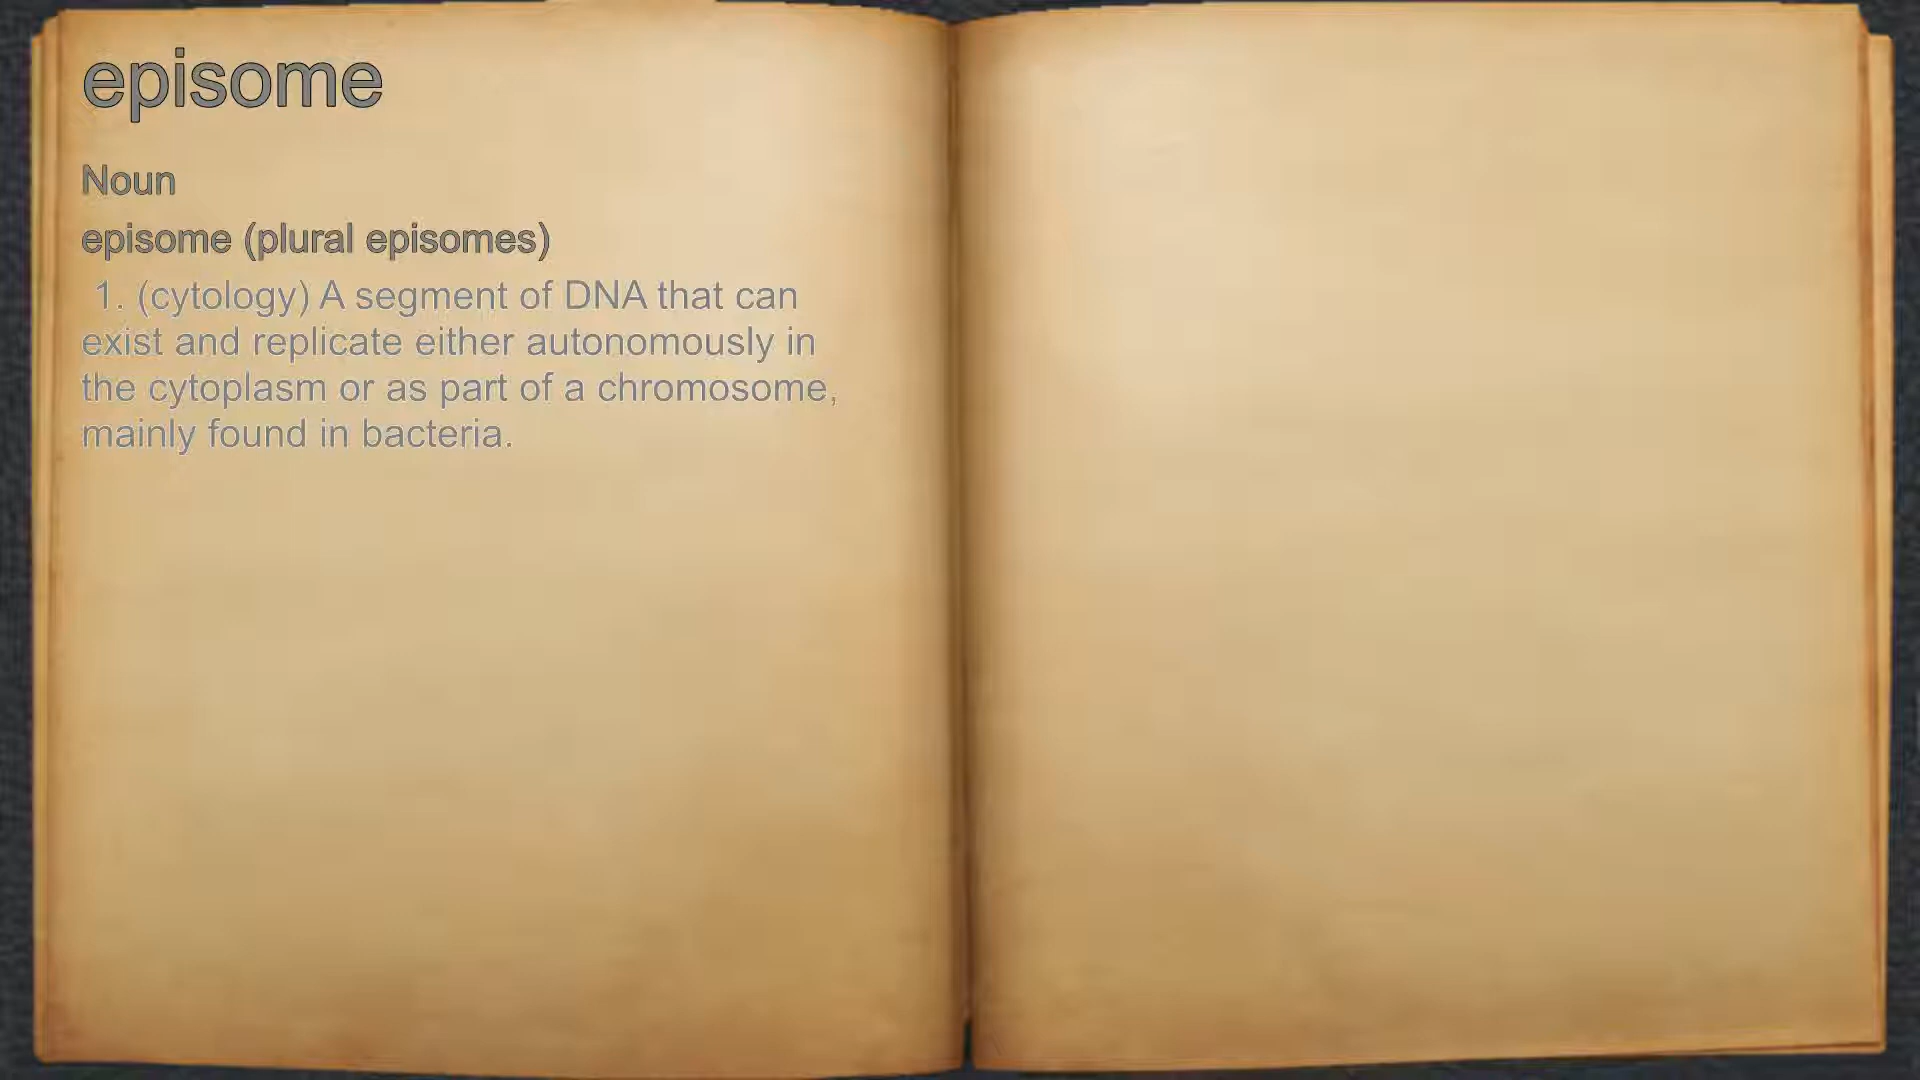 episome
Noun
episome (plural episomes)
1. (cytology) A segment of DNA that can
exist and replicate either autonomously in
the cytoplasm or as part of a chromosome,
mainly found in bacteria.